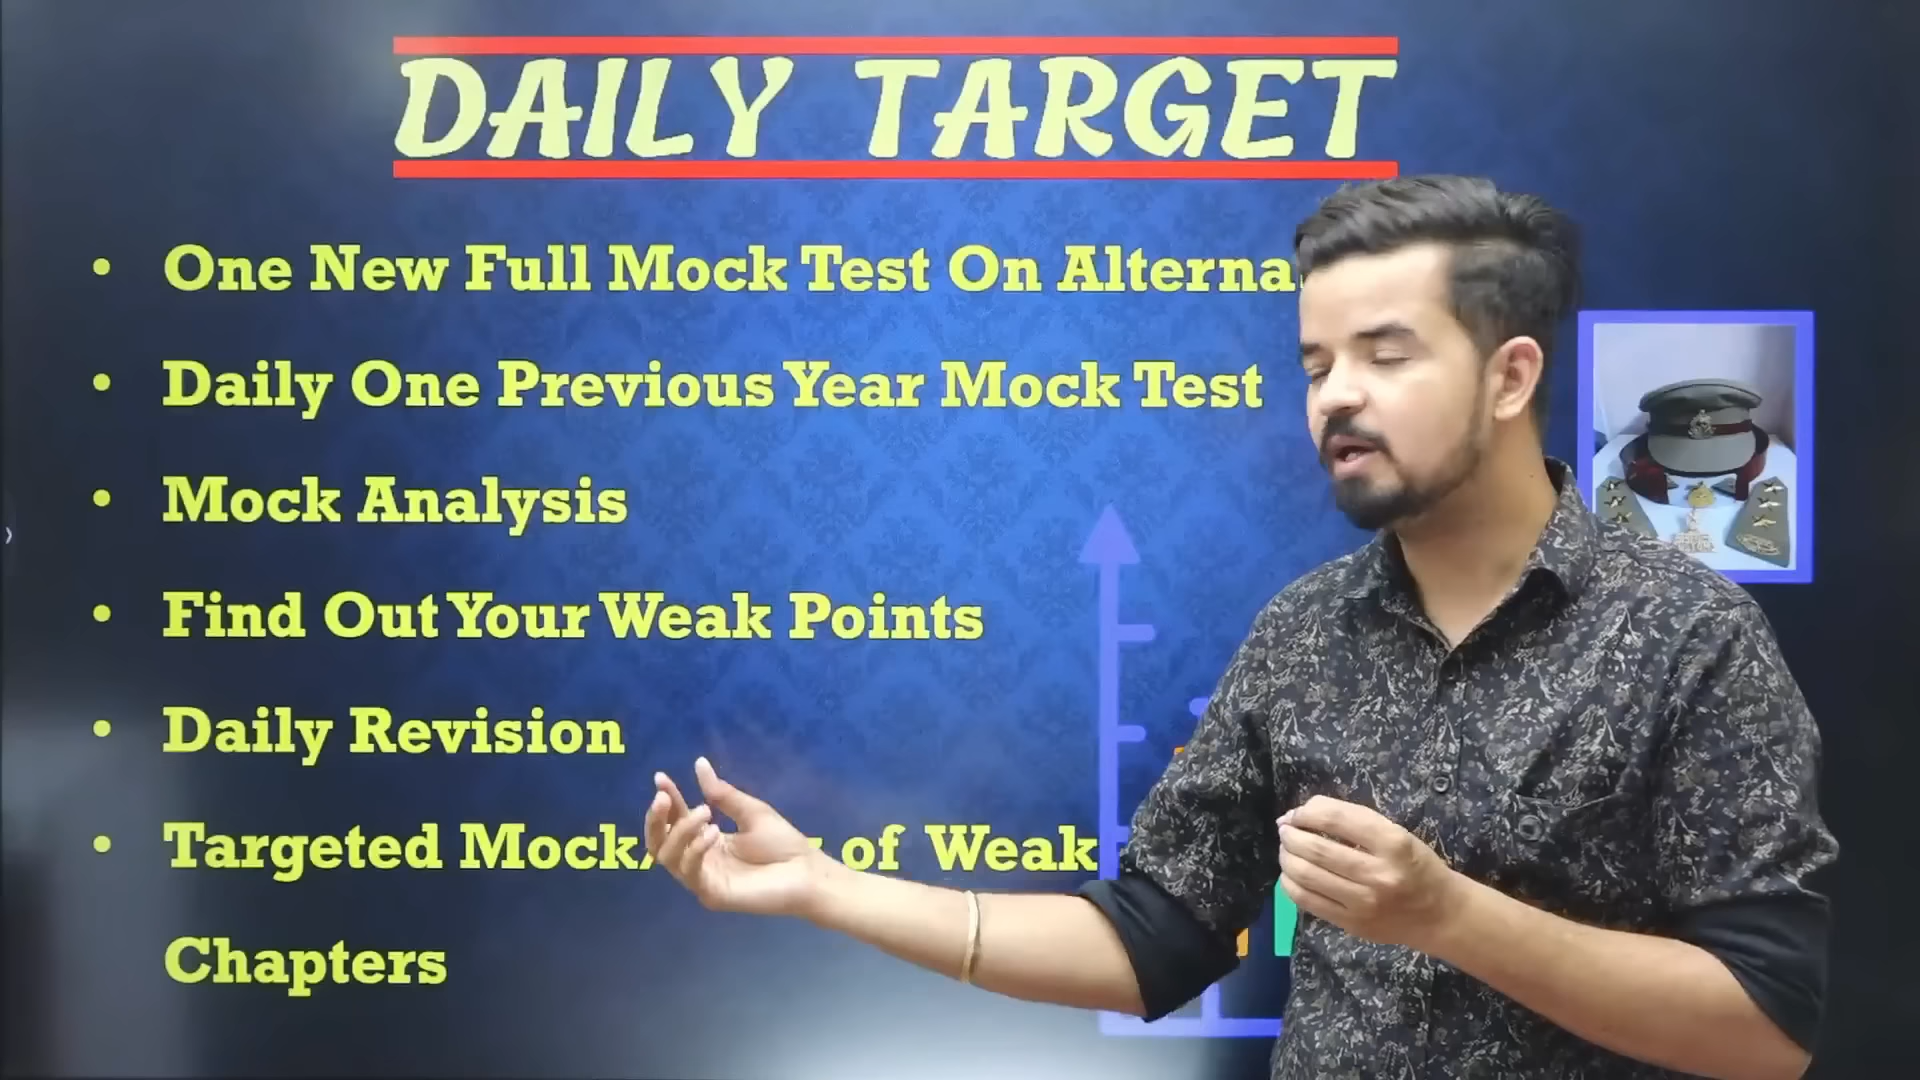 DAILY TARGET
• One New Full Mock Test On
• Daily One Previous Year Mock Test
• Mock Analysis
• Find Out Your Weak Points
• Daily Revision
• Targeted Mock/ of Weak
Chapters